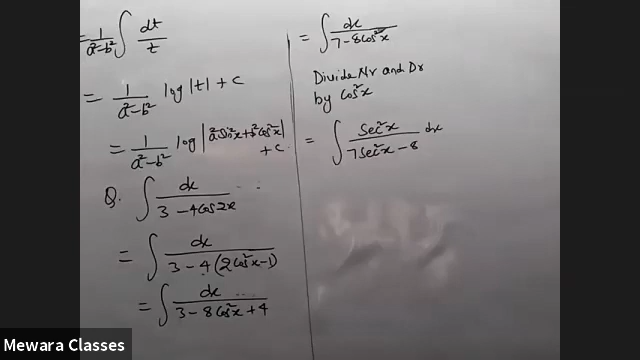 = 1/(a²-b²) ∫ dt/t
= 1/(a²-b²) log|t| + c
= 1/(a²-b²) log|a²sin²x+b²cos²x| + c.
Q. ∫ dx/(3-4cos2x)
= ∫ dx/(3-4(2cos²x-1))
= ∫ dx/(3-8cos²x+4)
= ∫ dx/(7-8cos²x)
Divide Nr and Dr
by cos²x
= ∫ sec²x/(7sec²x-8) dx
Mewara Classes